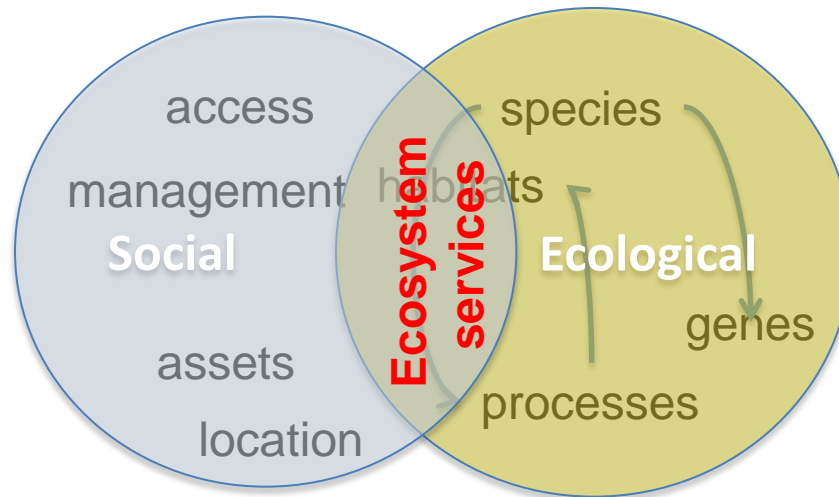 access
management
Social
assets
location
Ecosystem
services
species
habitats
Ecological
genes
processes